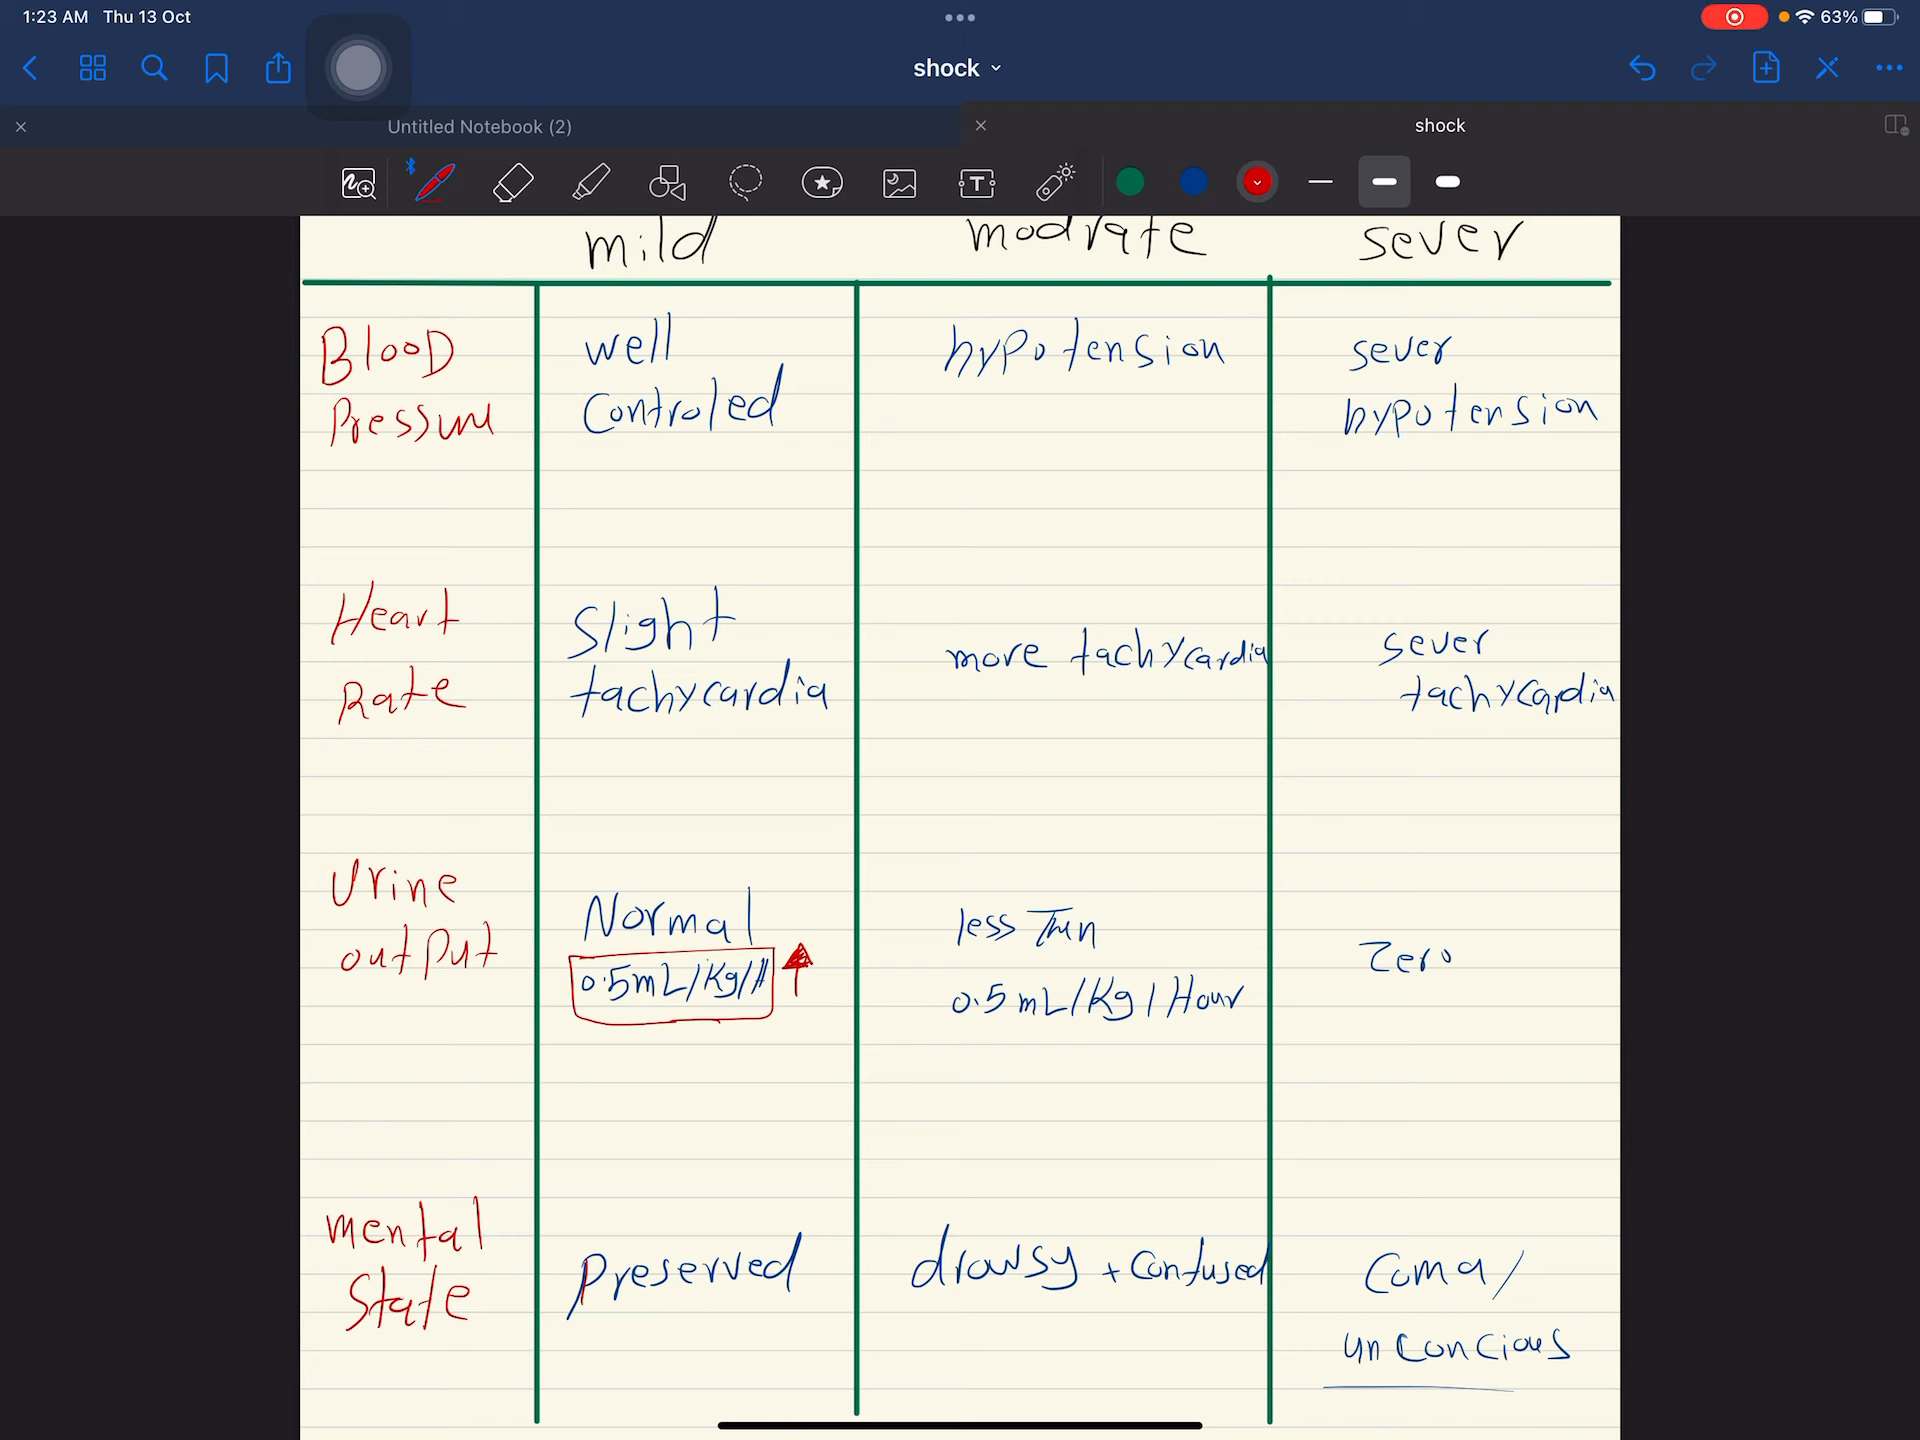 1:23 AM Thu 13 Oct
63%
shock
Untitled Notebook (2)
shock
mild modrate sever
Blood
Pressure
well
Controled
hypotension
sever
hypotension
Heart
Rate
Slight
tachycardia
more tachycardia
sever
tachycardia
Urine
output
Normal
0.5mL/Kg/H
less Than
0.5mL/Kg/Hour
Zero
mental
State
Preserved
drowsy + Confused
Coma/
unconcious